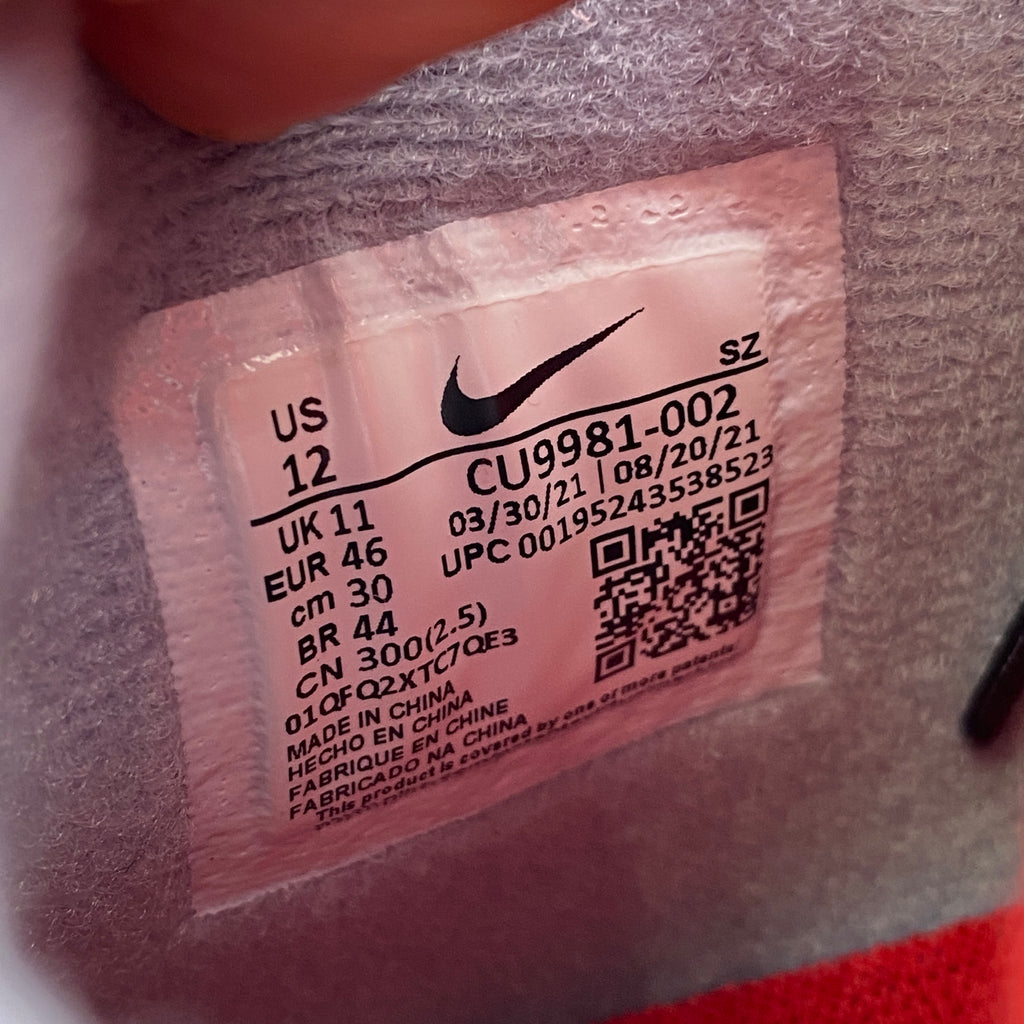 SZ
US
12
CU9981-002
03/30/21 | 08/20/21
UPC 00195243538523
UK 11
EUR 46
cm 30
BR 44
CN 300(2.5)
01QFQ2XTC7QE3
MADE IN CHINA
HECHO EN CHINA
FABRIQUE EN CHINE
FABRICADO NA CHINA
This product is covered by one or more patents